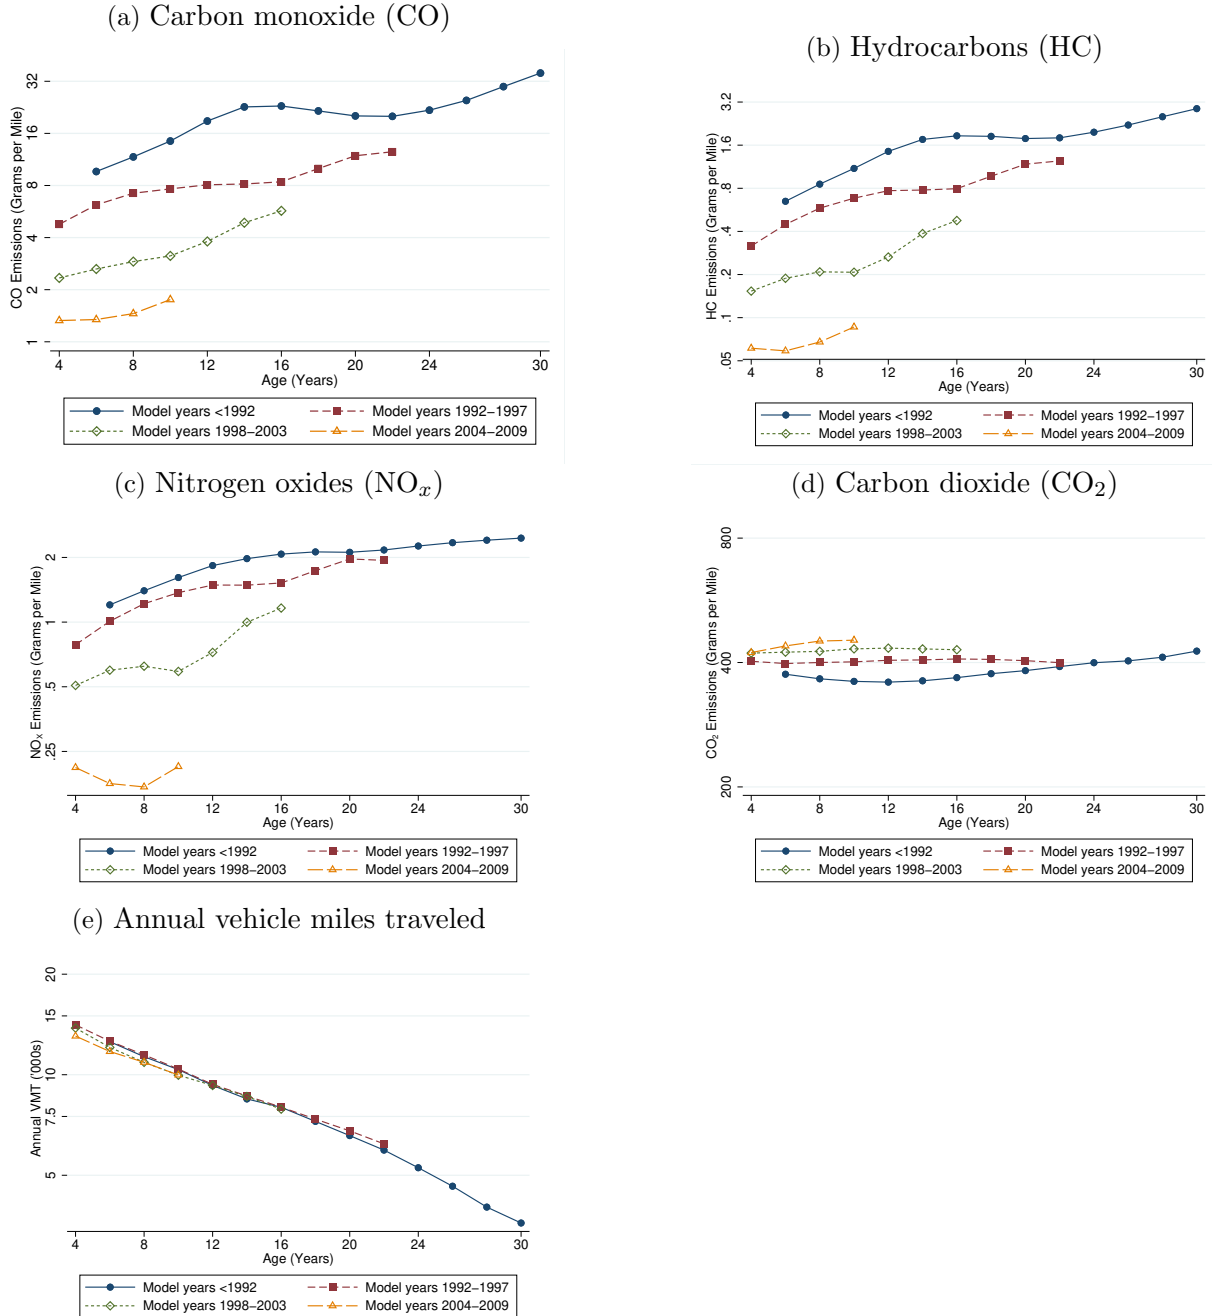 (a) Carbon monoxide (CO)
CO Emissions (Grams per Mile)
32
16
8
4
2
1
4 8 12 16 20 24 30
Age (Years)
Model years <1992 Model years 1992−1997
Model years 1998−2003 Model years 2004−2009
(b) Hydrocarbons (HC)
HC Emissions (Grams per Mile)
3.2
1.6
.8
.4
.2
.1
.05
4 8 12 16 20 24 30
Age (Years)
Model years <1992 Model years 1992−1997
Model years 1998−2003 Model years 2004−2009
(c) Nitrogen oxides (NOₓ)
NOₓ Emissions (Grams per Mile)
2
1
.5
.25
4 8 12 16 20 24 30
Age (Years)
Model years <1992 Model years 1992−1997
Model years 1998−2003 Model years 2004−2009
(d) Carbon dioxide (CO₂)
CO₂ Emissions (Grams per Mile)
800
400
200
4 8 12 16 20 24 30
Age (Years)
Model years <1992 Model years 1992−1997
Model years 1998−2003 Model years 2004−2009
(e) Annual vehicle miles traveled
Annual VMT ('000s)
20
15
10
7.5
5
4 8 12 16 20 24 30
Age (Years)
Model years <1992 Model years 1992−1997
Model years 1998−2003 Model years 2004−2009